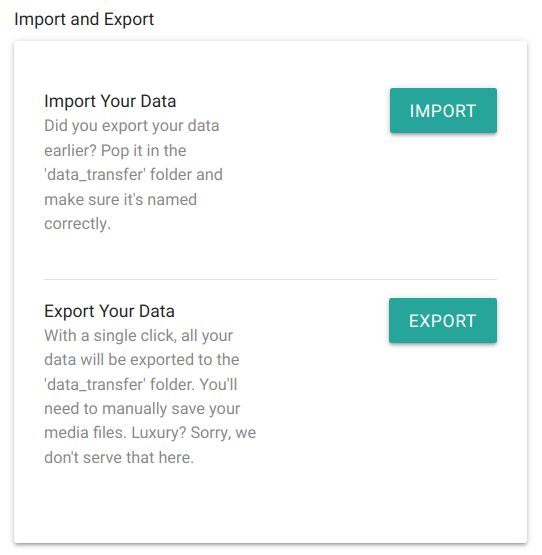 Import and Export
Import Your Data
Did you export your data
earlier? Pop it in the
'data_transfer' folder and
make sure it's named
correctly.
IMPORT
Export Your Data
With a single click, all your
data will be exported to the
'data_transfer' folder. You'll
need to manually save your
media files. Luxury? Sorry, we
don't serve that here.
EXPORT